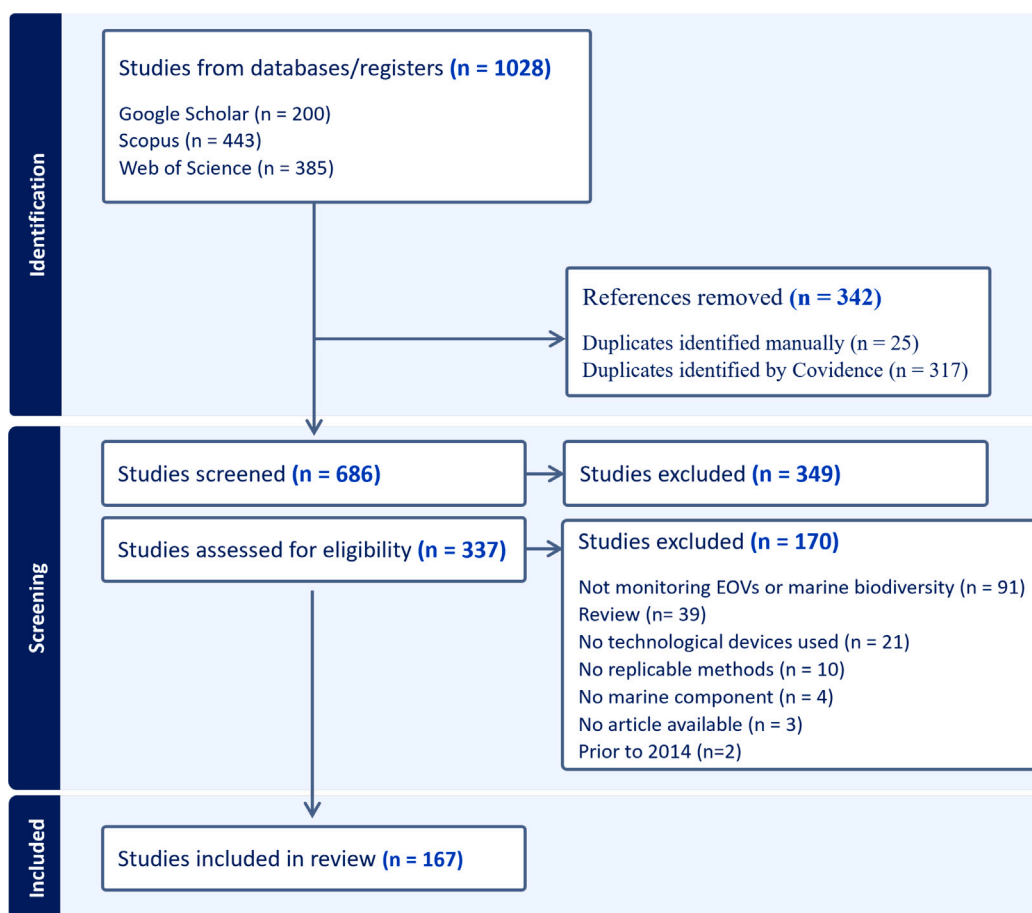 Identification
Studies from databases/registers (n = 1028)
Google Scholar (n = 200)
Scopus (n = 443)
Web of Science (n = 385)
References removed (n = 342)
Duplicates identified manually (n = 25)
Duplicates identified by Covidence (n = 317)
Screening
Studies screened (n = 686)
Studies excluded (n = 349)
Studies assessed for eligibility (n = 337)
Studies excluded (n = 170)
Not monitoring EOVs or marine biodiversity (n = 91)
Review (n= 39)
No technological devices used (n = 21)
No replicable methods (n = 10)
No marine component (n = 4)
No article available (n = 3)
Prior to 2014 (n=2)
Included
Studies included in review (n = 167)